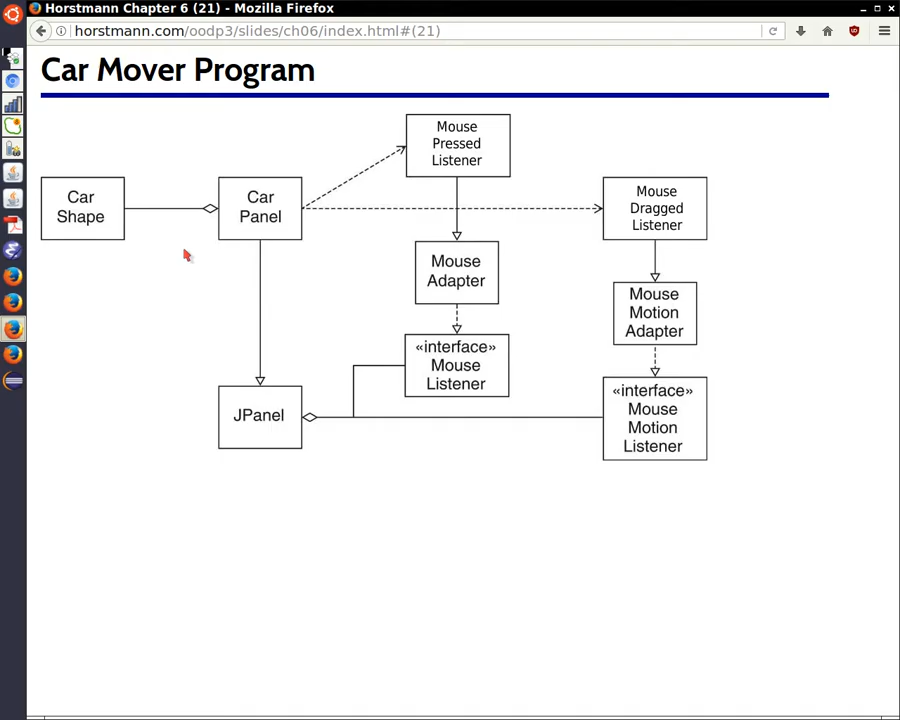 Horstmann Chapter 6 (21) - Mozilla Firefox
horstmann.com/oodp3/slides/ch06/index.html#(21)
Car Mover Program
Mouse
Pressed
Listener
Car
Shape
Car
Panel
Mouse
Dragged
Listener
Mouse
Adapter
Mouse
Motion
Adapter
«interface»
Mouse
Listener
JPanel
«interface»
Mouse
Motion
Listener